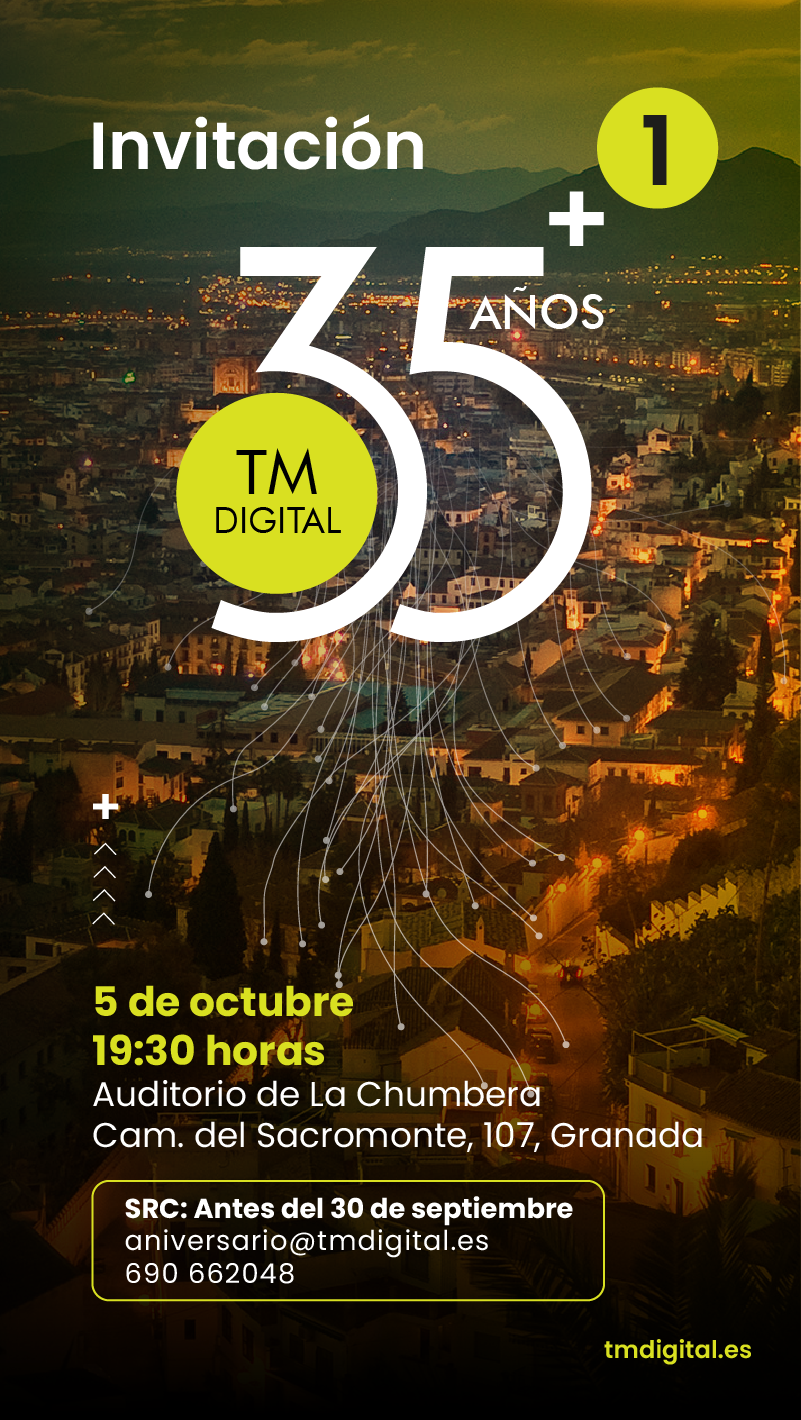 Invitación
1
+
35
AÑOS
TM
DIGITAL
+
5 de octubre
19:30 horas
Auditorio de La Chumbera
Cam. del Sacromonte, 107, Granada
SRC: Antes del 30 de septiembre
aniversario@tmdigital.es
690 662048
tmdigital.es